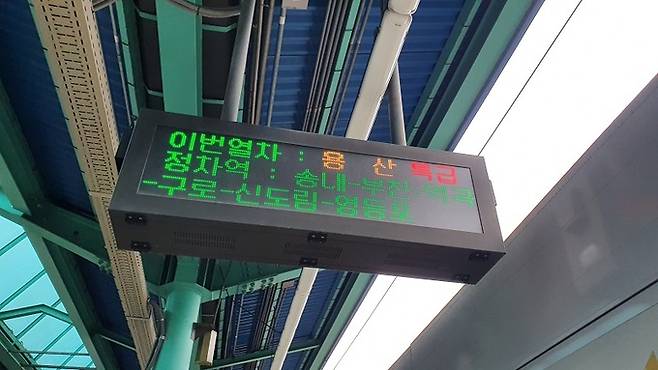 이번열차 : 용 산 특급
정차역 : 송내-부천-역곡
-구로-신도림-영등포